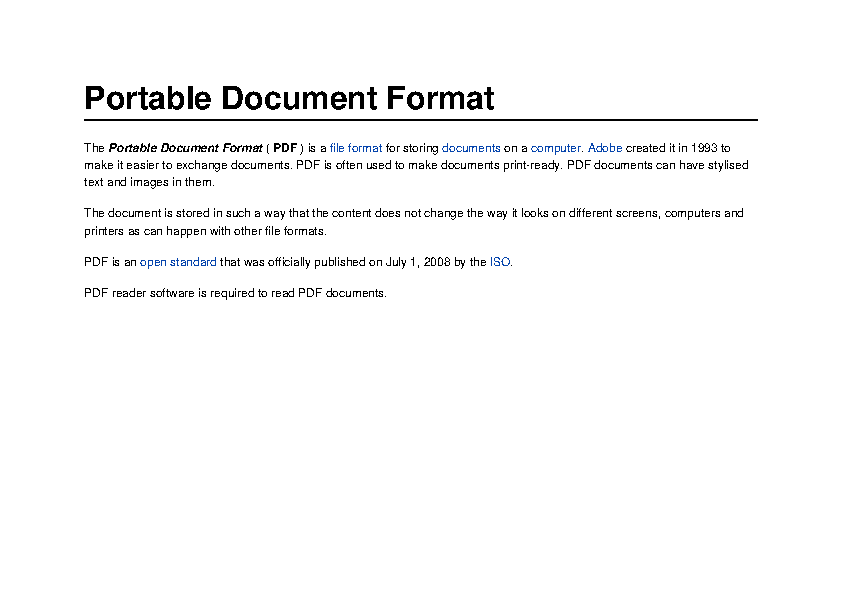 Portable Document Format
The Portable Document Format ( PDF ) is a file format for storing documents on a computer. Adobe created it in 1993 to
make it easier to exchange documents. PDF is often used to make documents print-ready. PDF documents can have stylised
text and images in them.
The document is stored in such a way that the content does not change the way it looks on different screens, computers and
printers as can happen with other file formats.
PDF is an open standard that was officially published on July 1, 2008 by the ISO.
PDF reader software is required to read PDF documents.